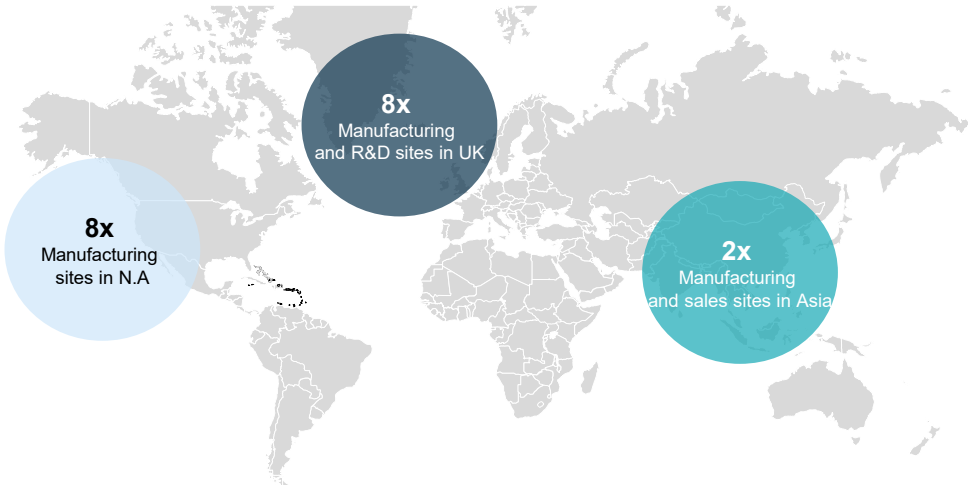 8x
Manufacturing
and R&D sites in UK
8x
Manufacturing
sites in N.A
2x
Manufacturing
and sales sites in Asia